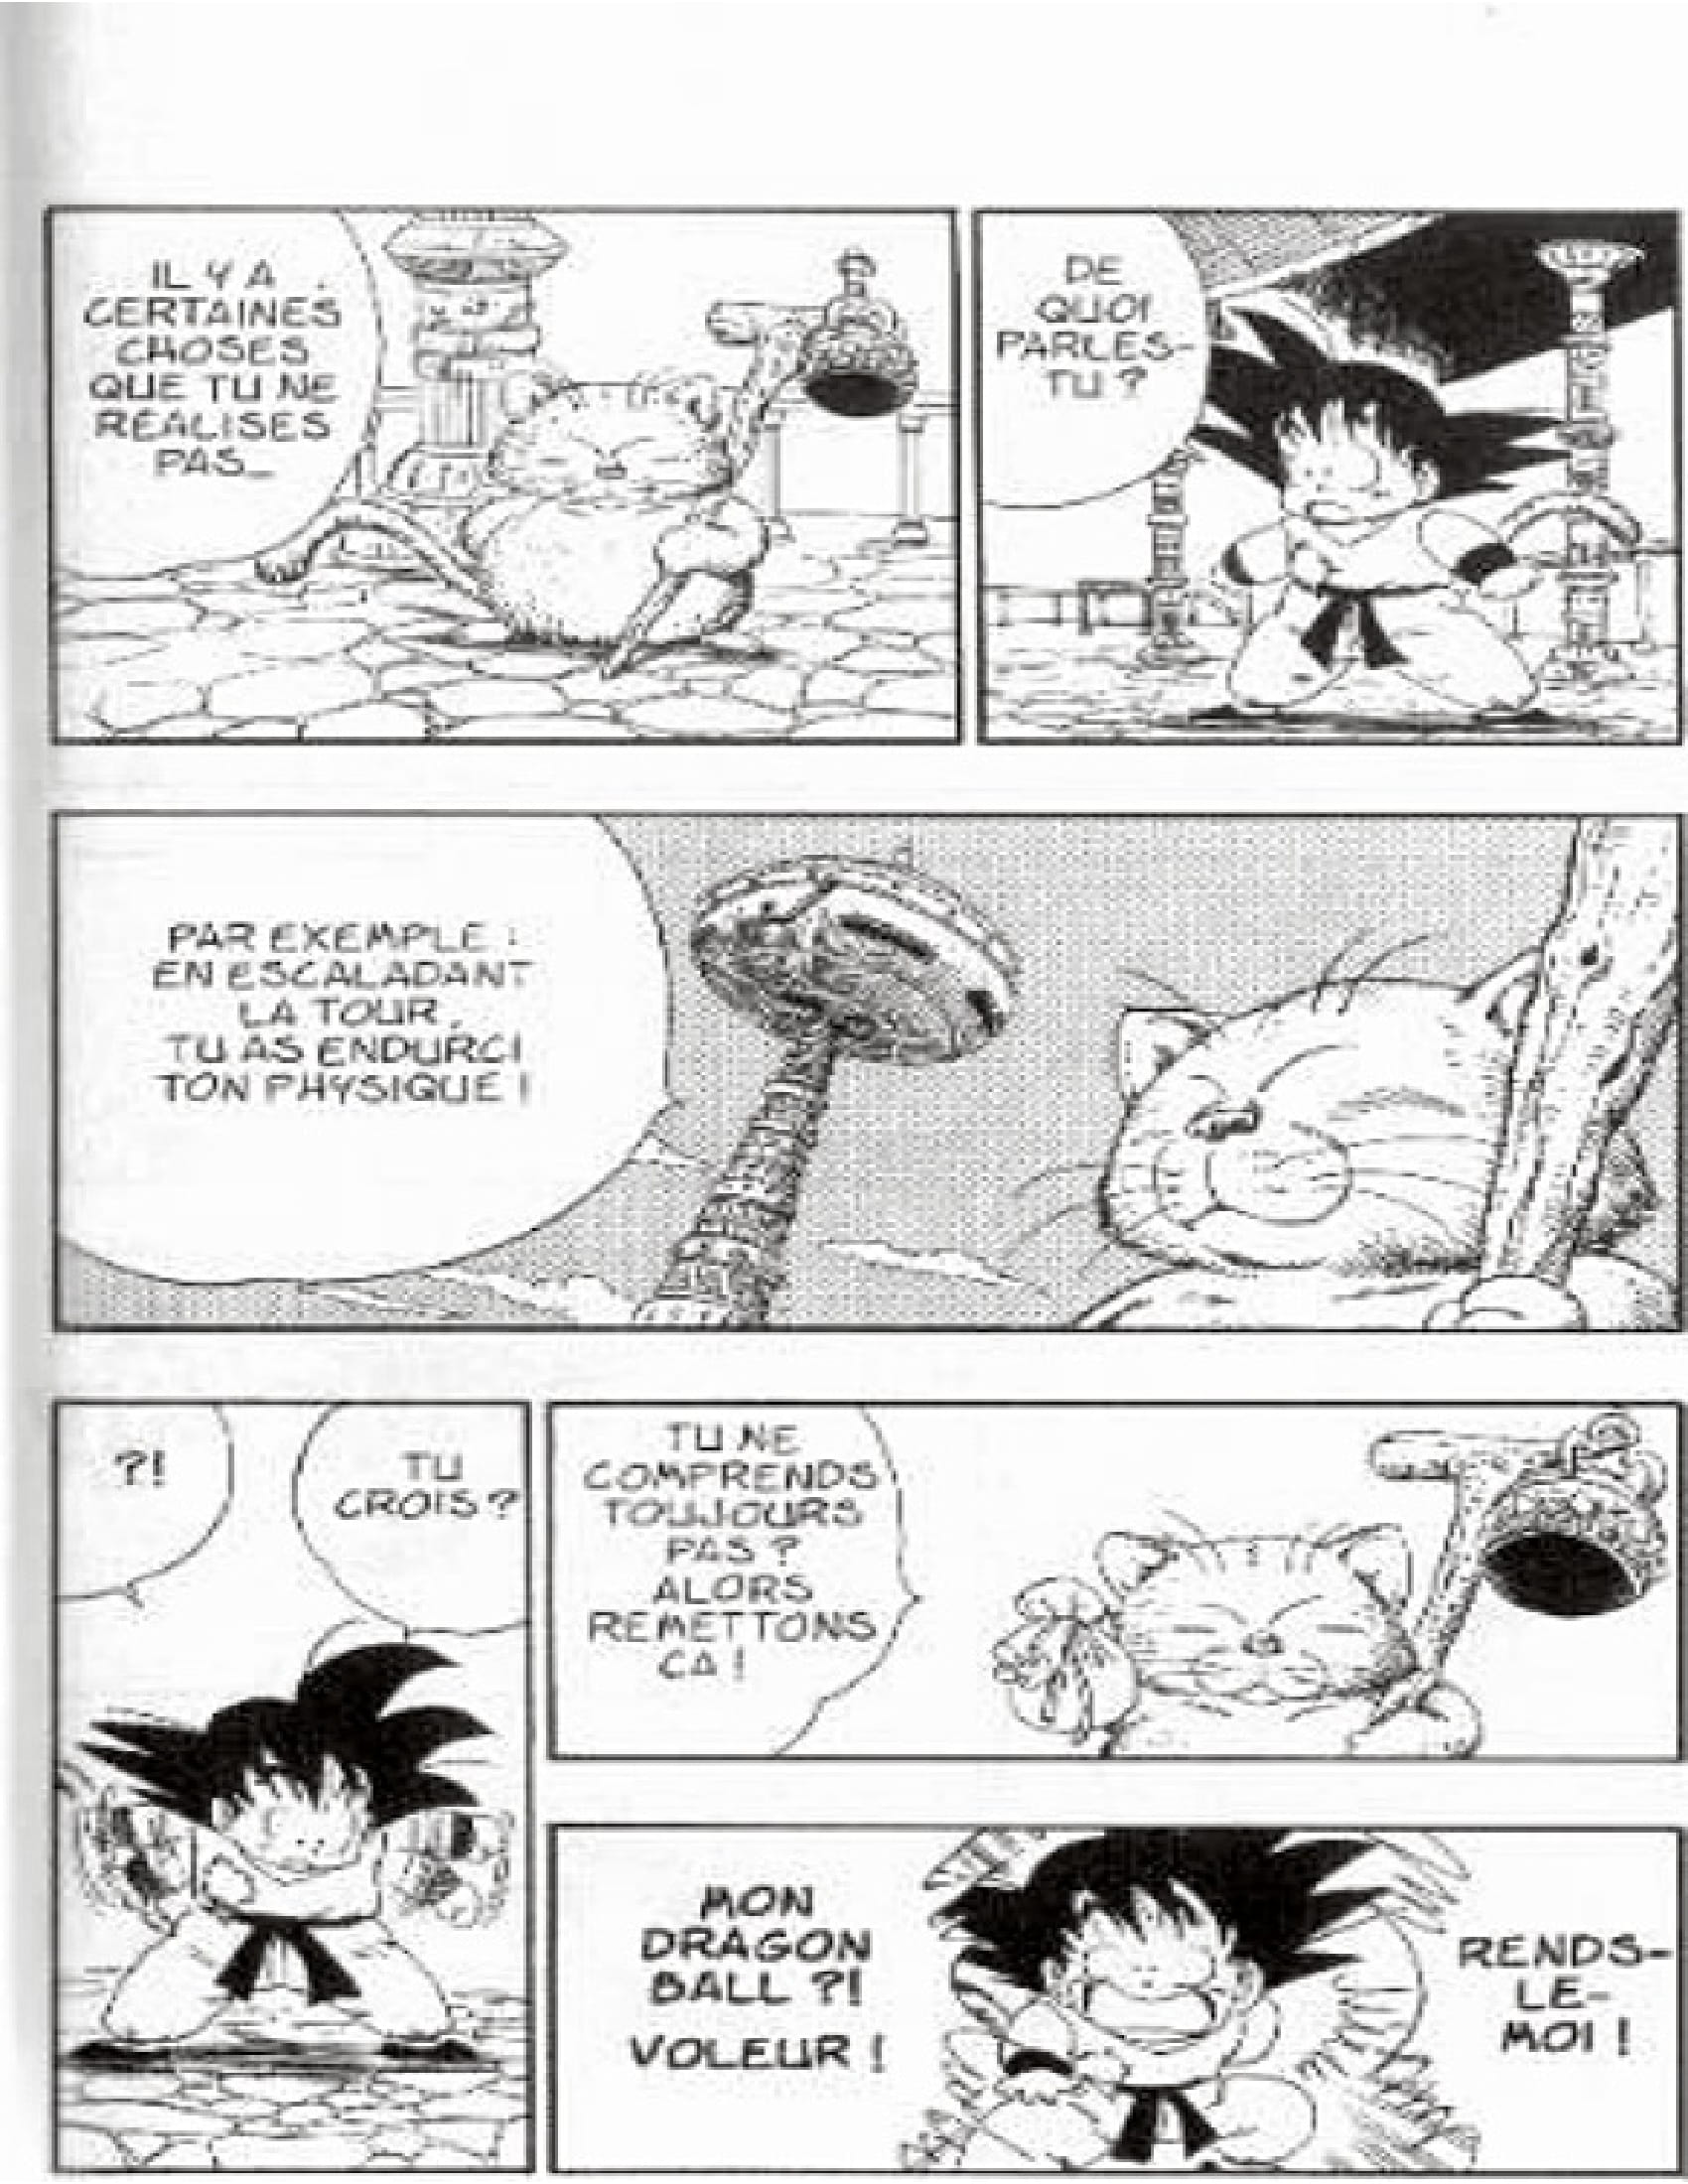 IL Y A
CERTAINES
CHOSES
QUE TU NE
RÉALISES
PAS...
DE
QUOI
PARLES-
TU ?
PAR EXEMPLE :
EN ESCALADANT
LA TOUR,
TU AS ENDURCI
TON PHYSIQUE !
?!
TU
CROIS ?
TU NE
COMPRENDS
TOUJOURS
PAS ?
ALORS
REMETTONS
CA !
MON
DRAGON
BALL ?!
VOLEUR !
RENDS-
LE-
MOI !